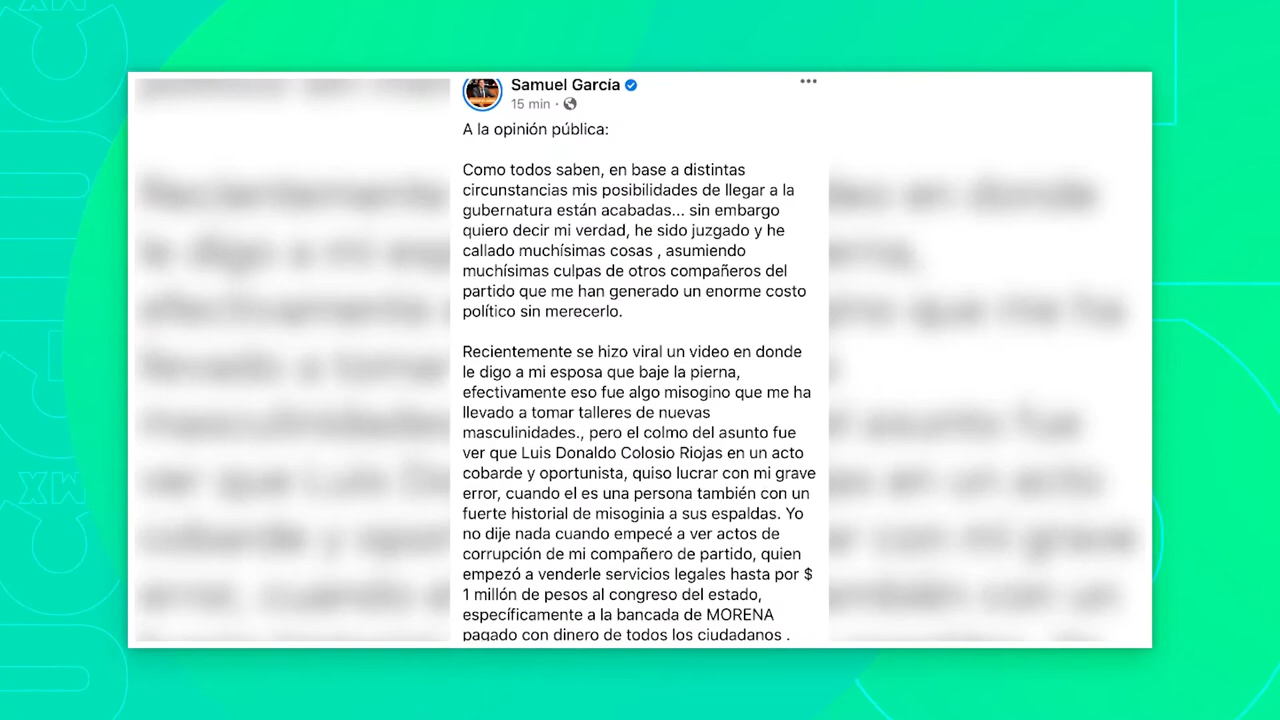 Samuel García
15 min
A la opinión pública:
Como todos saben, en base a distintas
circunstancias mis posibilidades de llegar a la
gubernatura están acabadas... sin embargo
quiero decir mi verdad, he sido juzgado y he
callado muchísimas cosas , asumiendo
muchísimas culpas de otros compañeros del
partido que me han generado un enorme costo
político sin merecerlo.
Recientemente se hizo viral un video en donde
le digo a mi esposa que baje la pierna,
efectivamente eso fue algo misogino que me ha
llevado a tomar talleres de nuevas
masculinidades., pero el colmo del asunto fue
ver que Luis Donaldo Colosio Riojas en un acto
cobarde y oportunista, quiso lucrar con mi grave
error, cuando el es una persona también con un
fuerte historial de misoginia a sus espaldas. Yo
no dije nada cuando empecé a ver actos de
corrupción de mi compañero de partido, quien
empezó a venderle servicios legales hasta por $
1 millón de pesos al congreso del estado,
específicamente a la bancada de MORENA
pagado con dinero de todos los ciudadanos .